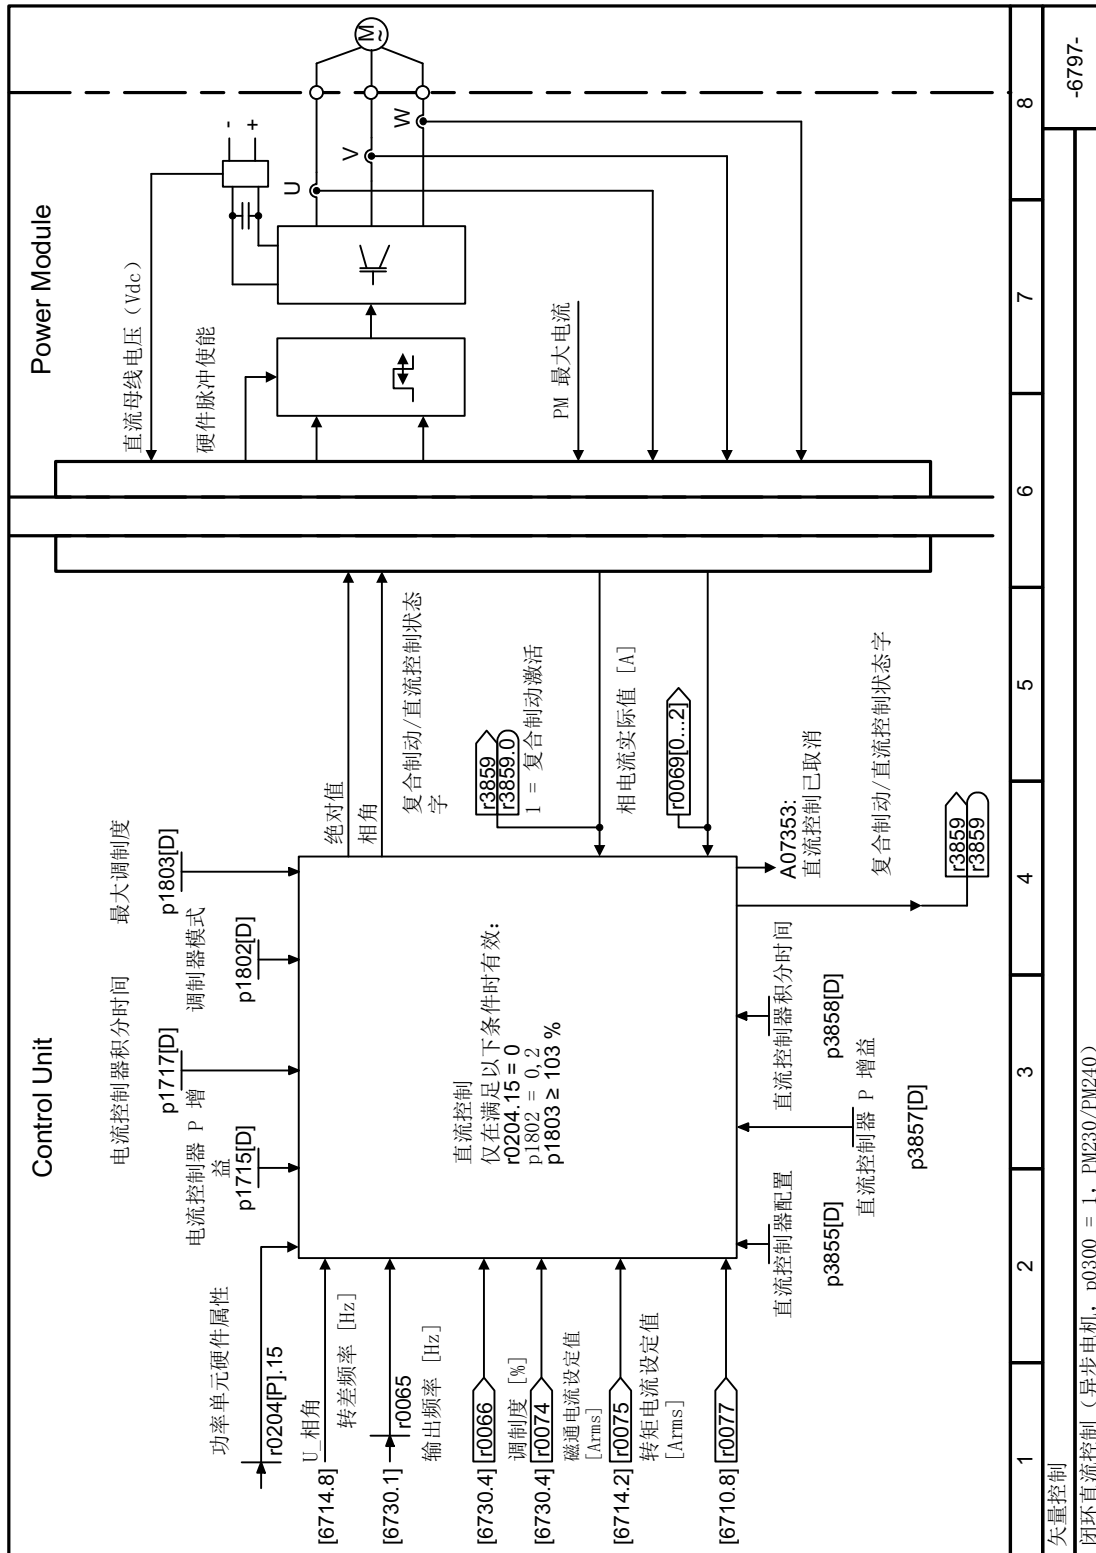 Control Unit
Power Module
功率单元硬件属性
r0204[P].15
电流控制器 P 增
益
p1715[D]
电流控制器积分时间
p1717[D]
调制器模式
p1802[D]
最大调制度
p1803[D]
U_相角
[6714.8]
转差频率 [Hz]
[6730.1]
r0065
输出频率 [Hz]
[6730.4]
r0066
调制度 [%]
[6730.4]
r0074
磁通电流设定值
[Arms]
[6714.2]
r0075
转矩电流设定值
[Arms]
[6710.8]
r0077
直流控制
仅在满足以下条件时有效:
r0204.15 = 0
p1802 = 0,2
p1803 ≥ 103 %
绝对值
相角
复合制动/直流控制状态
字
r3859
r3859.0
1 = 复合制动激活
相电流实际值 [A]
r0069[0...2]
直流控制器配置
p3855[D]
直流控制器 P 增益
p3857[D]
直流控制器积分时间
p3858[D]
A07353:
直流控制已取消
复合制动/直流控制状态字
r3859
r3859
直流母线电压 (Vdc)
硬件脉冲使能
-
+
U
V
W
M
~
PM 最大电流
1
2
3
4
5
6
7
8
矢量控制
闭环直流控制 (异步电机, p0300 = 1, PM230/PM240)
-6797-